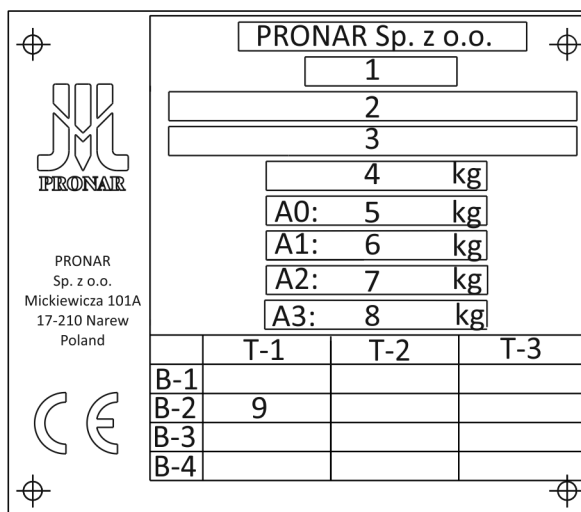 PRONAR Sp. z o.o.
1
2
3
4 kg
A0: 5 kg
A1: 6 kg
A2: 7 kg
A3: 8 kg
PRONAR
PRONAR
Sp. z o.o.
Mickiewicza 101A
17-210 Narew
Poland
CE
T-1 T-2 T-3
B-1
B-2 9
B-3
B-4